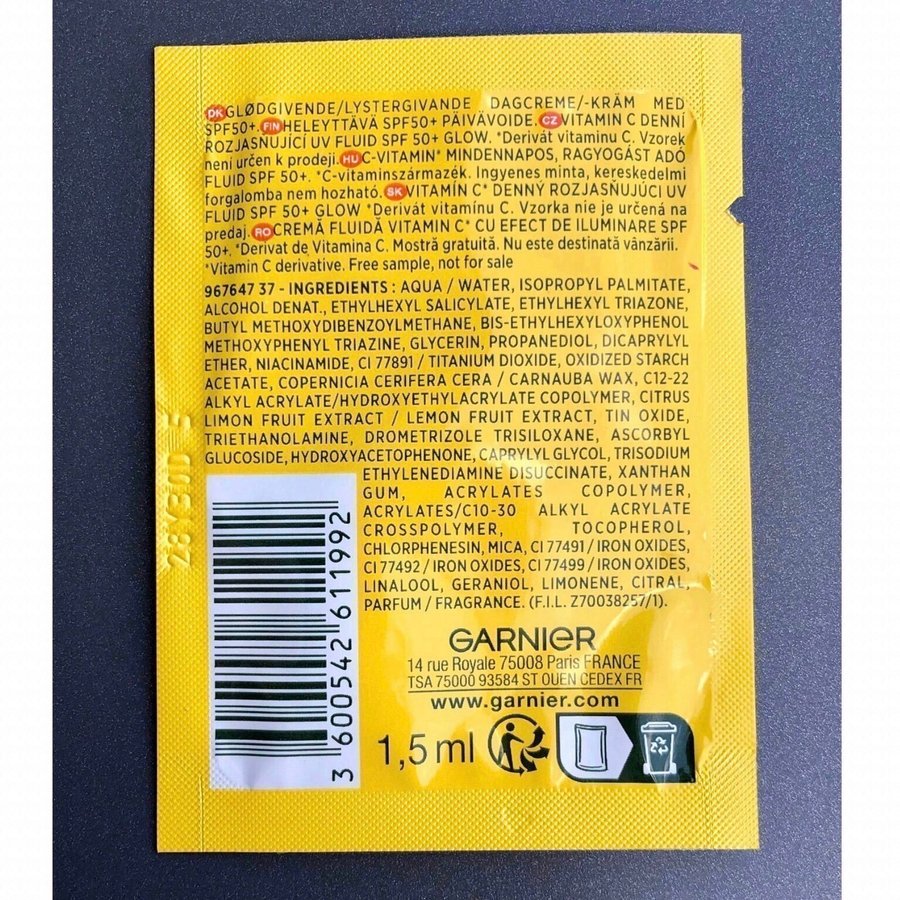 DK GLØDGIVENDE/LYSTERGIVANDE DAGCREME/-KRÄM MED
SPF50+. FIN HELEYTTÄVÄ SPF50+ PÄIVÄVOIDE. CZ VITAMIN C DENNÍ
ROZJASŇUJÍCÍ UV FLUID SPF 50+ GLOW. *Derivát vitaminu C. Vzorek
není určen k prodeji. HU C-VITAMIN* MINDENNAPOS, RAGYOGÁST ADÓ
FLUID SPF 50+. *C-vitaminszármazék. Ingyenes minta, kereskedelmi
forgalomba nem hozható. SK VITAMÍN C* DENNÝ ROZJASŇUJÚCI UV
FLUID SPF 50+ GLOW *Derivát vitamínu C. Vzorka nie je určená na
predaj. RO CREMĂ FLUIDĂ VITAMIN C* CU EFECT DE ILUMINARE SPF
50+. *Derivat de Vitamina C. Mostră gratuită. Nu este destinată vânzării.
*Vitamin C derivative. Free sample, not for sale
967647 37 - INGREDIENTS : AQUA / WATER, ISOPROPYL PALMITATE,
ALCOHOL DENAT., ETHYLHEXYL SALICYLATE, ETHYLHEXYL TRIAZONE,
BUTYL METHOXYDIBENZOYLMETHANE, BIS-ETHYLHEXYLOXYPHENOL
METHOXYPHENYL TRIAZINE, GLYCERIN, PROPANEDIOL, DICAPRYLYL
ETHER, NIACINAMIDE, CI 77891 / TITANIUM DIOXIDE, OXIDIZED STARCH
ACETATE, COPERNICIA CERIFERA CERA / CARNAUBA WAX, C12-22
ALKYL ACRYLATE/HYDROXYETHYLACRYLATE COPOLYMER, CITRUS
LIMON FRUIT EXTRACT / LEMON FRUIT EXTRACT, TIN OXIDE,
TRIETHANOLAMINE, DROMETRIZOLE TRISILOXANE, ASCORBYL
GLUCOSIDE, HYDROXYACETOPHENONE, CAPRYLYL GLYCOL, TRISODIUM
ETHYLENEDIAMINE DISUCCINATE, XANTHAN
GUM, ACRYLATES COPOLYMER,
ACRYLATES/C10-30 ALKYL ACRYLATE
CROSSPOLYMER, TOCOPHEROL,
CHLORPHENESIN, MICA, CI 77491 / IRON OXIDES,
CI 77492 / IRON OXIDES, CI 77499 / IRON OXIDES,
LINALOOL, GERANIOL, LIMONENE, CITRAL,
PARFUM / FRAGRANCE. (F.I.L. Z70038257/1).
28Y30D 5
3 600542 611992
GARNIER
14 rue Royale 75008 Paris FRANCE
TSA 75000 93584 ST OUEN CEDEX FR
www.garnier.com
1,5 ml